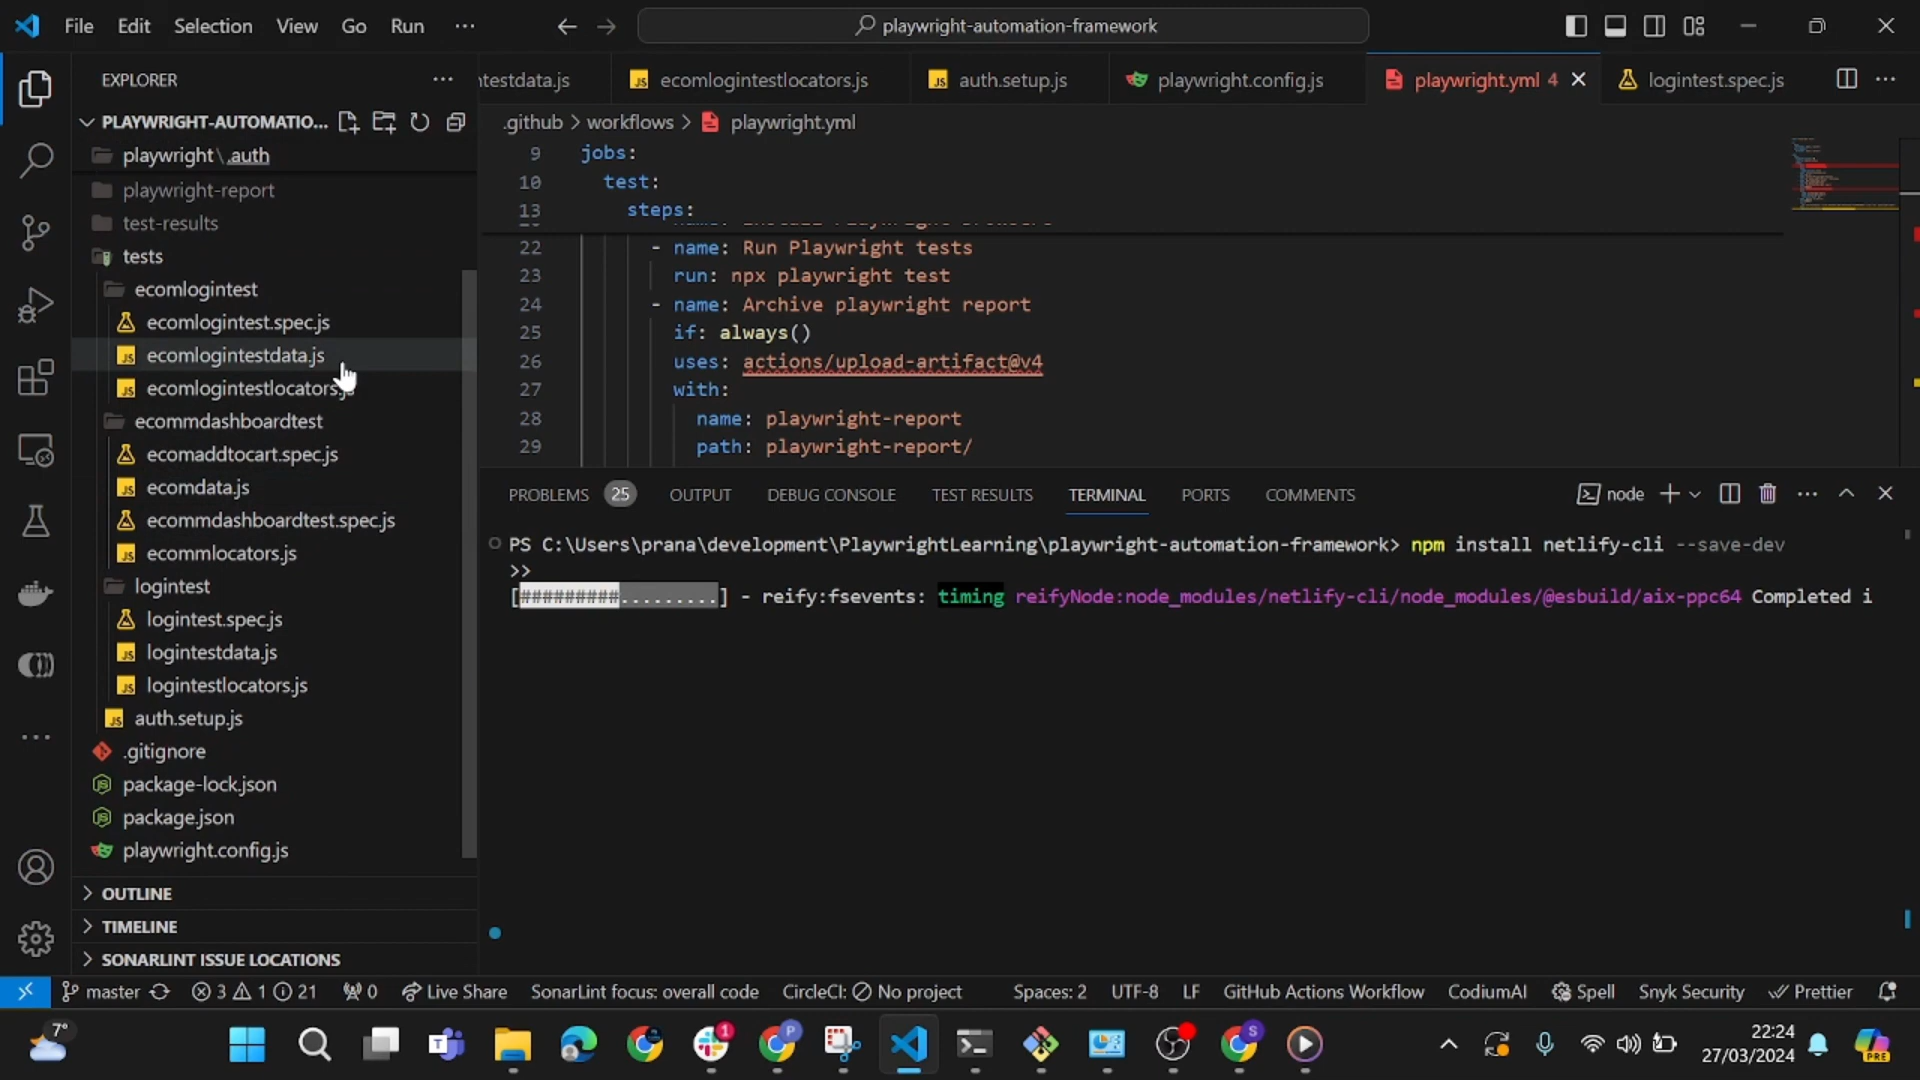 File Edit Selection View Go Run ···
playwright-automation-framework
EXPLORER
PLAYWRIGHT-AUTOMATIO...
playwright\.auth
playwright-report
test-results
tests
ecomlogintest
ecomlogintest.spec.js
ecomlogintestdata.js
ecomlogintestlocators.js
ecommdashboardtest
ecomaddtocart.spec.js
ecomdata.js
ecommdashboardtest.spec.js
ecommlocators.js
logintest
logintest.spec.js
logintestdata.js
logintestlocators.js
auth.setup.js
.gitignore
package-lock.json
package.json
playwright.config.js
OUTLINE
TIMELINE
SONARLINT ISSUE LOCATIONS
ntestdata.js ecomlogintestlocators.js auth.setup.js playwright.config.js playwright.yml 4 logintest.spec.js
.github > workflows > playwright.yml
9 jobs:
10 test:
13 steps:
22 - name: Run Playwright tests
23 run: npx playwright test
24 - name: Archive playwright report
25 if: always()
26 uses: actions/upload-artifact@v4
27 with:
28 name: playwright-report
29 path: playwright-report/
PROBLEMS 25 OUTPUT DEBUG CONSOLE TEST RESULTS TERMINAL PORTS COMMENTS node
PS C:\Users\prana\development\PlaywrightLearning\playwright-automation-framework> npm install netlify-cli --save-dev
>>
[#########.........] - reify:fsevents: timing reifyNode:node_modules/netlify-cli/node_modules/@esbuild/aix-ppc64 Completed i
master 3 1 21 0 Live Share SonarLint focus: overall code CircleCI: No project Spaces: 2 UTF-8 LF GitHub Actions Workflow CodiumAI Spell Snyk Security Prettier
7°
1
P
S
22:24
27/03/2024
PRE